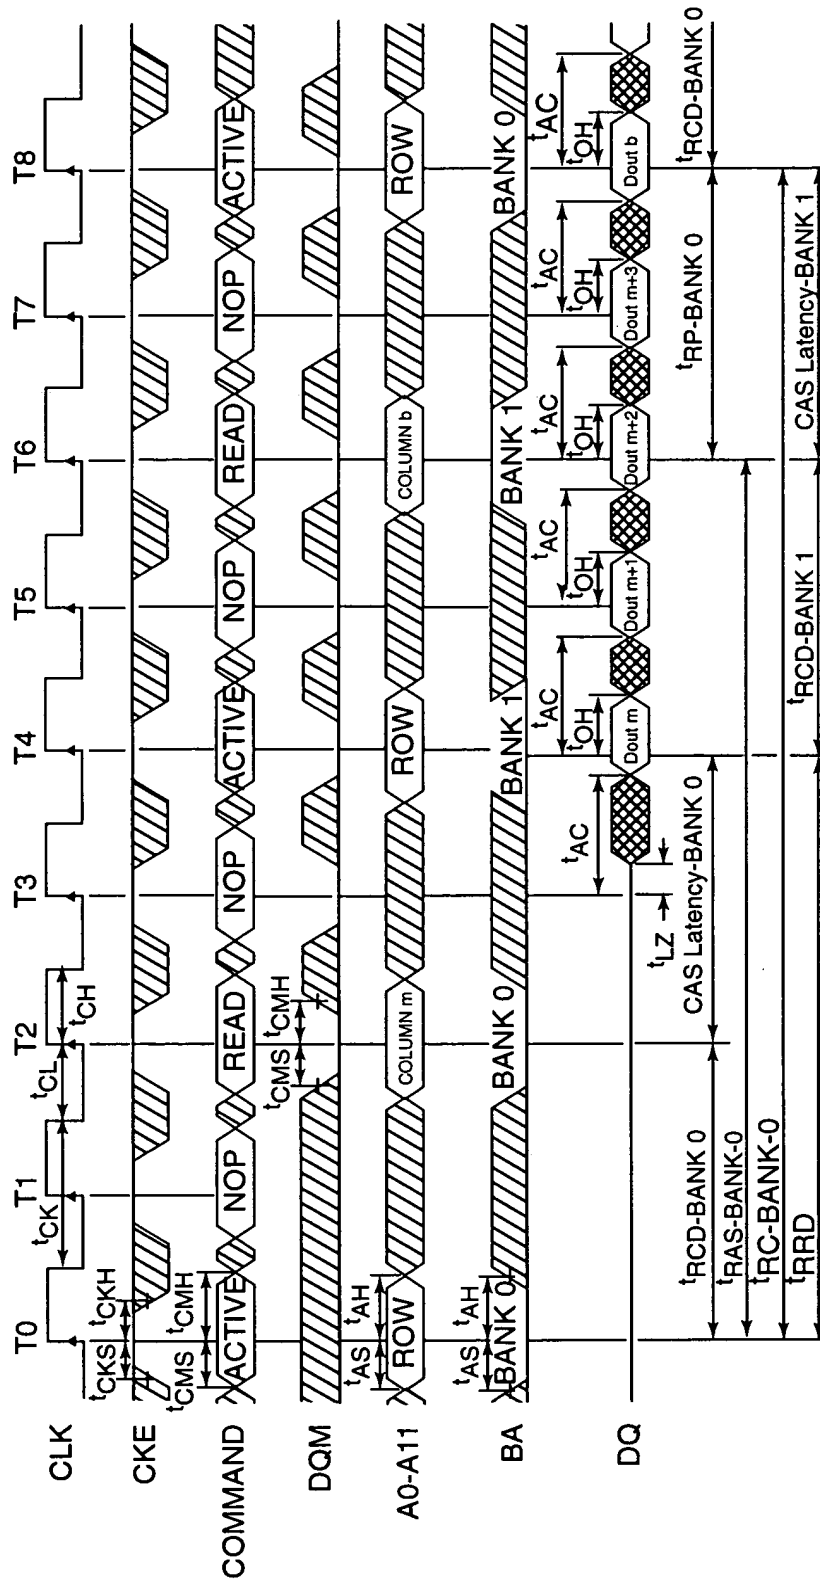 T0 T1 T2 T3 T4 T5 T6 T7 T8
CLK
tCK tCL tCH
CKE
tCKS tCKH
tCMS tCMH
COMMAND
ACTIVE NOP READ NOP ACTIVE NOP READ NOP ACTIVE
tCMS tCMH
DQM
A0-A11
tAS tAH
ROW COLUMN m ROW COLUMN b ROW
BA
tAS tAH
BANK 0 BANK 0 BANK 1 BANK 1 BANK 0
tAC tAC tAC tAC tAC tAC
tOH tOH tOH tOH tOH
DQ
Dout m Dout m+1 Dout m+2 Dout m+3 Dout b
tLZ
tRCD-BANK 0 CAS Latency-BANK 0 tRP-BANK 0 tRCD-BANK 0
tRAS-BANK-0
tRC-BANK-0
tRRD tRCD-BANK 1 CAS Latency-BANK 1